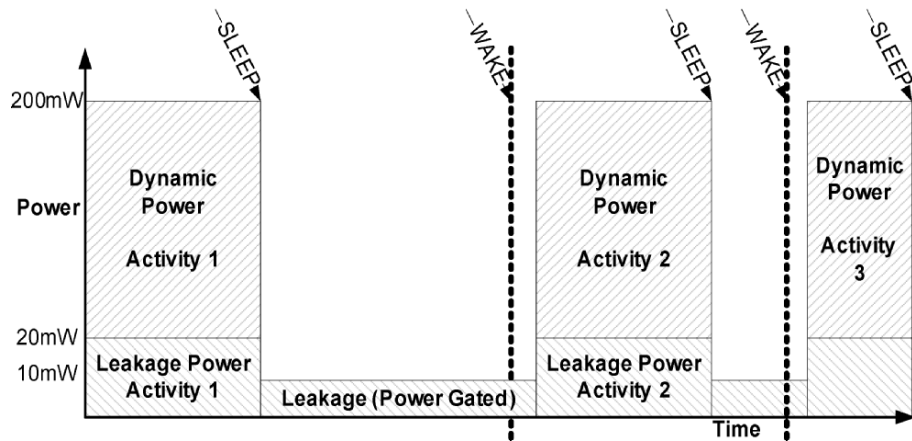 SLEEP
WAKE
SLEEP
WAKE
SLEEP
200mW
Dynamic
Power
Activity 1
Dynamic
Power
Activity 2
Dynamic
Power
Activity
3
Power
20mW
10mW
Leakage Power
Activity 1
Leakage (Power Gated)
Leakage Power
Activity 2
Time